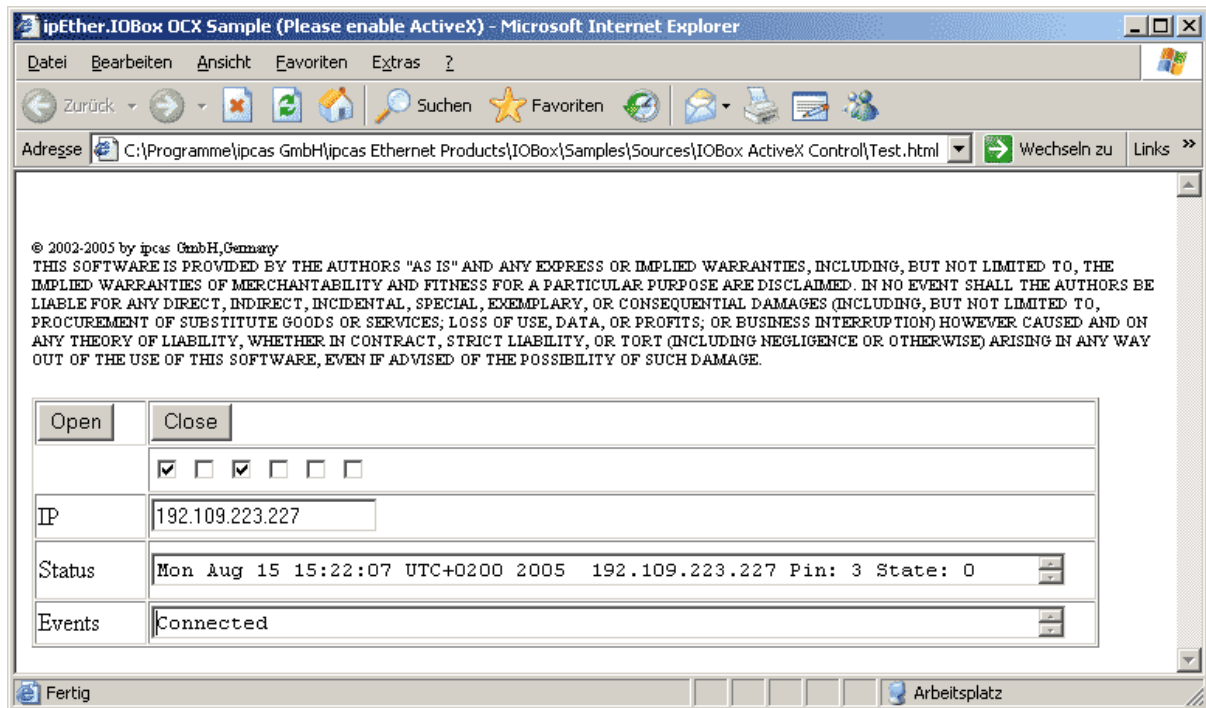 ipEther.IOBox OCX Sample (Please enable ActiveX) - Microsoft Internet Explorer
Datei Bearbeiten Ansicht Favoriten Extras ?
Zurück Suchen Favoriten
Adresse C:\Programme\ipcas GmbH\ipcas Ethernet Products\IOBox\Samples\Sources\IOBox ActiveX Control\Test.html Wechseln zu Links »
© 2002-2005 by ipcas GmbH,Germany
THIS SOFTWARE IS PROVIDED BY THE AUTHORS "AS IS" AND ANY EXPRESS OR IMPLIED WARRANTIES, INCLUDING, BUT NOT LIMITED TO, THE
IMPLIED WARRANTIES OF MERCHANTABILITY AND FITNESS FOR A PARTICULAR PURPOSE ARE DISCLAIMED. IN NO EVENT SHALL THE AUTHORS BE
LIABLE FOR ANY DIRECT, INDIRECT, INCIDENTAL, SPECIAL, EXEMPLARY, OR CONSEQUENTIAL DAMAGES (INCLUDING, BUT NOT LIMITED TO,
PROCUREMENT OF SUBSTITUTE GOODS OR SERVICES; LOSS OF USE, DATA, OR PROFITS; OR BUSINESS INTERRUPTION) HOWEVER CAUSED AND ON
ANY THEORY OF LIABILITY, WHETHER IN CONTRACT, STRICT LIABILITY, OR TORT (INCLUDING NEGLIGENCE OR OTHERWISE) ARISING IN ANY WAY
OUT OF THE USE OF THIS SOFTWARE, EVEN IF ADVISED OF THE POSSIBILITY OF SUCH DAMAGE.
Open Close
IP 192.109.223.227
Status Mon Aug 15 15:22:07 UTC+0200 2005 192.109.223.227 Pin: 3 State: 0
Events Connected
Fertig Arbeitsplatz